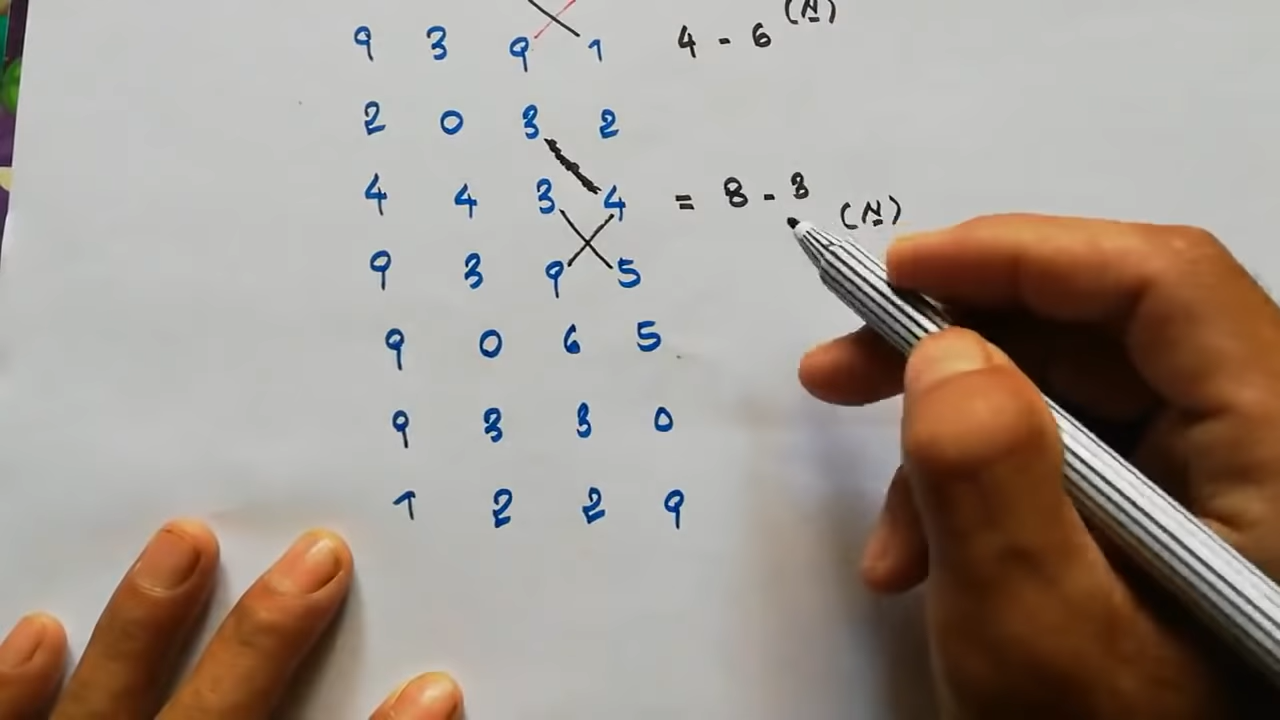 9 3 9 1 4 - 6 (N)
2 0 3 2
4 4 3 4 = 8 - 3 (N)
9 3 9 5
9 0 6 5
9 3 3 0
1 2 2 9